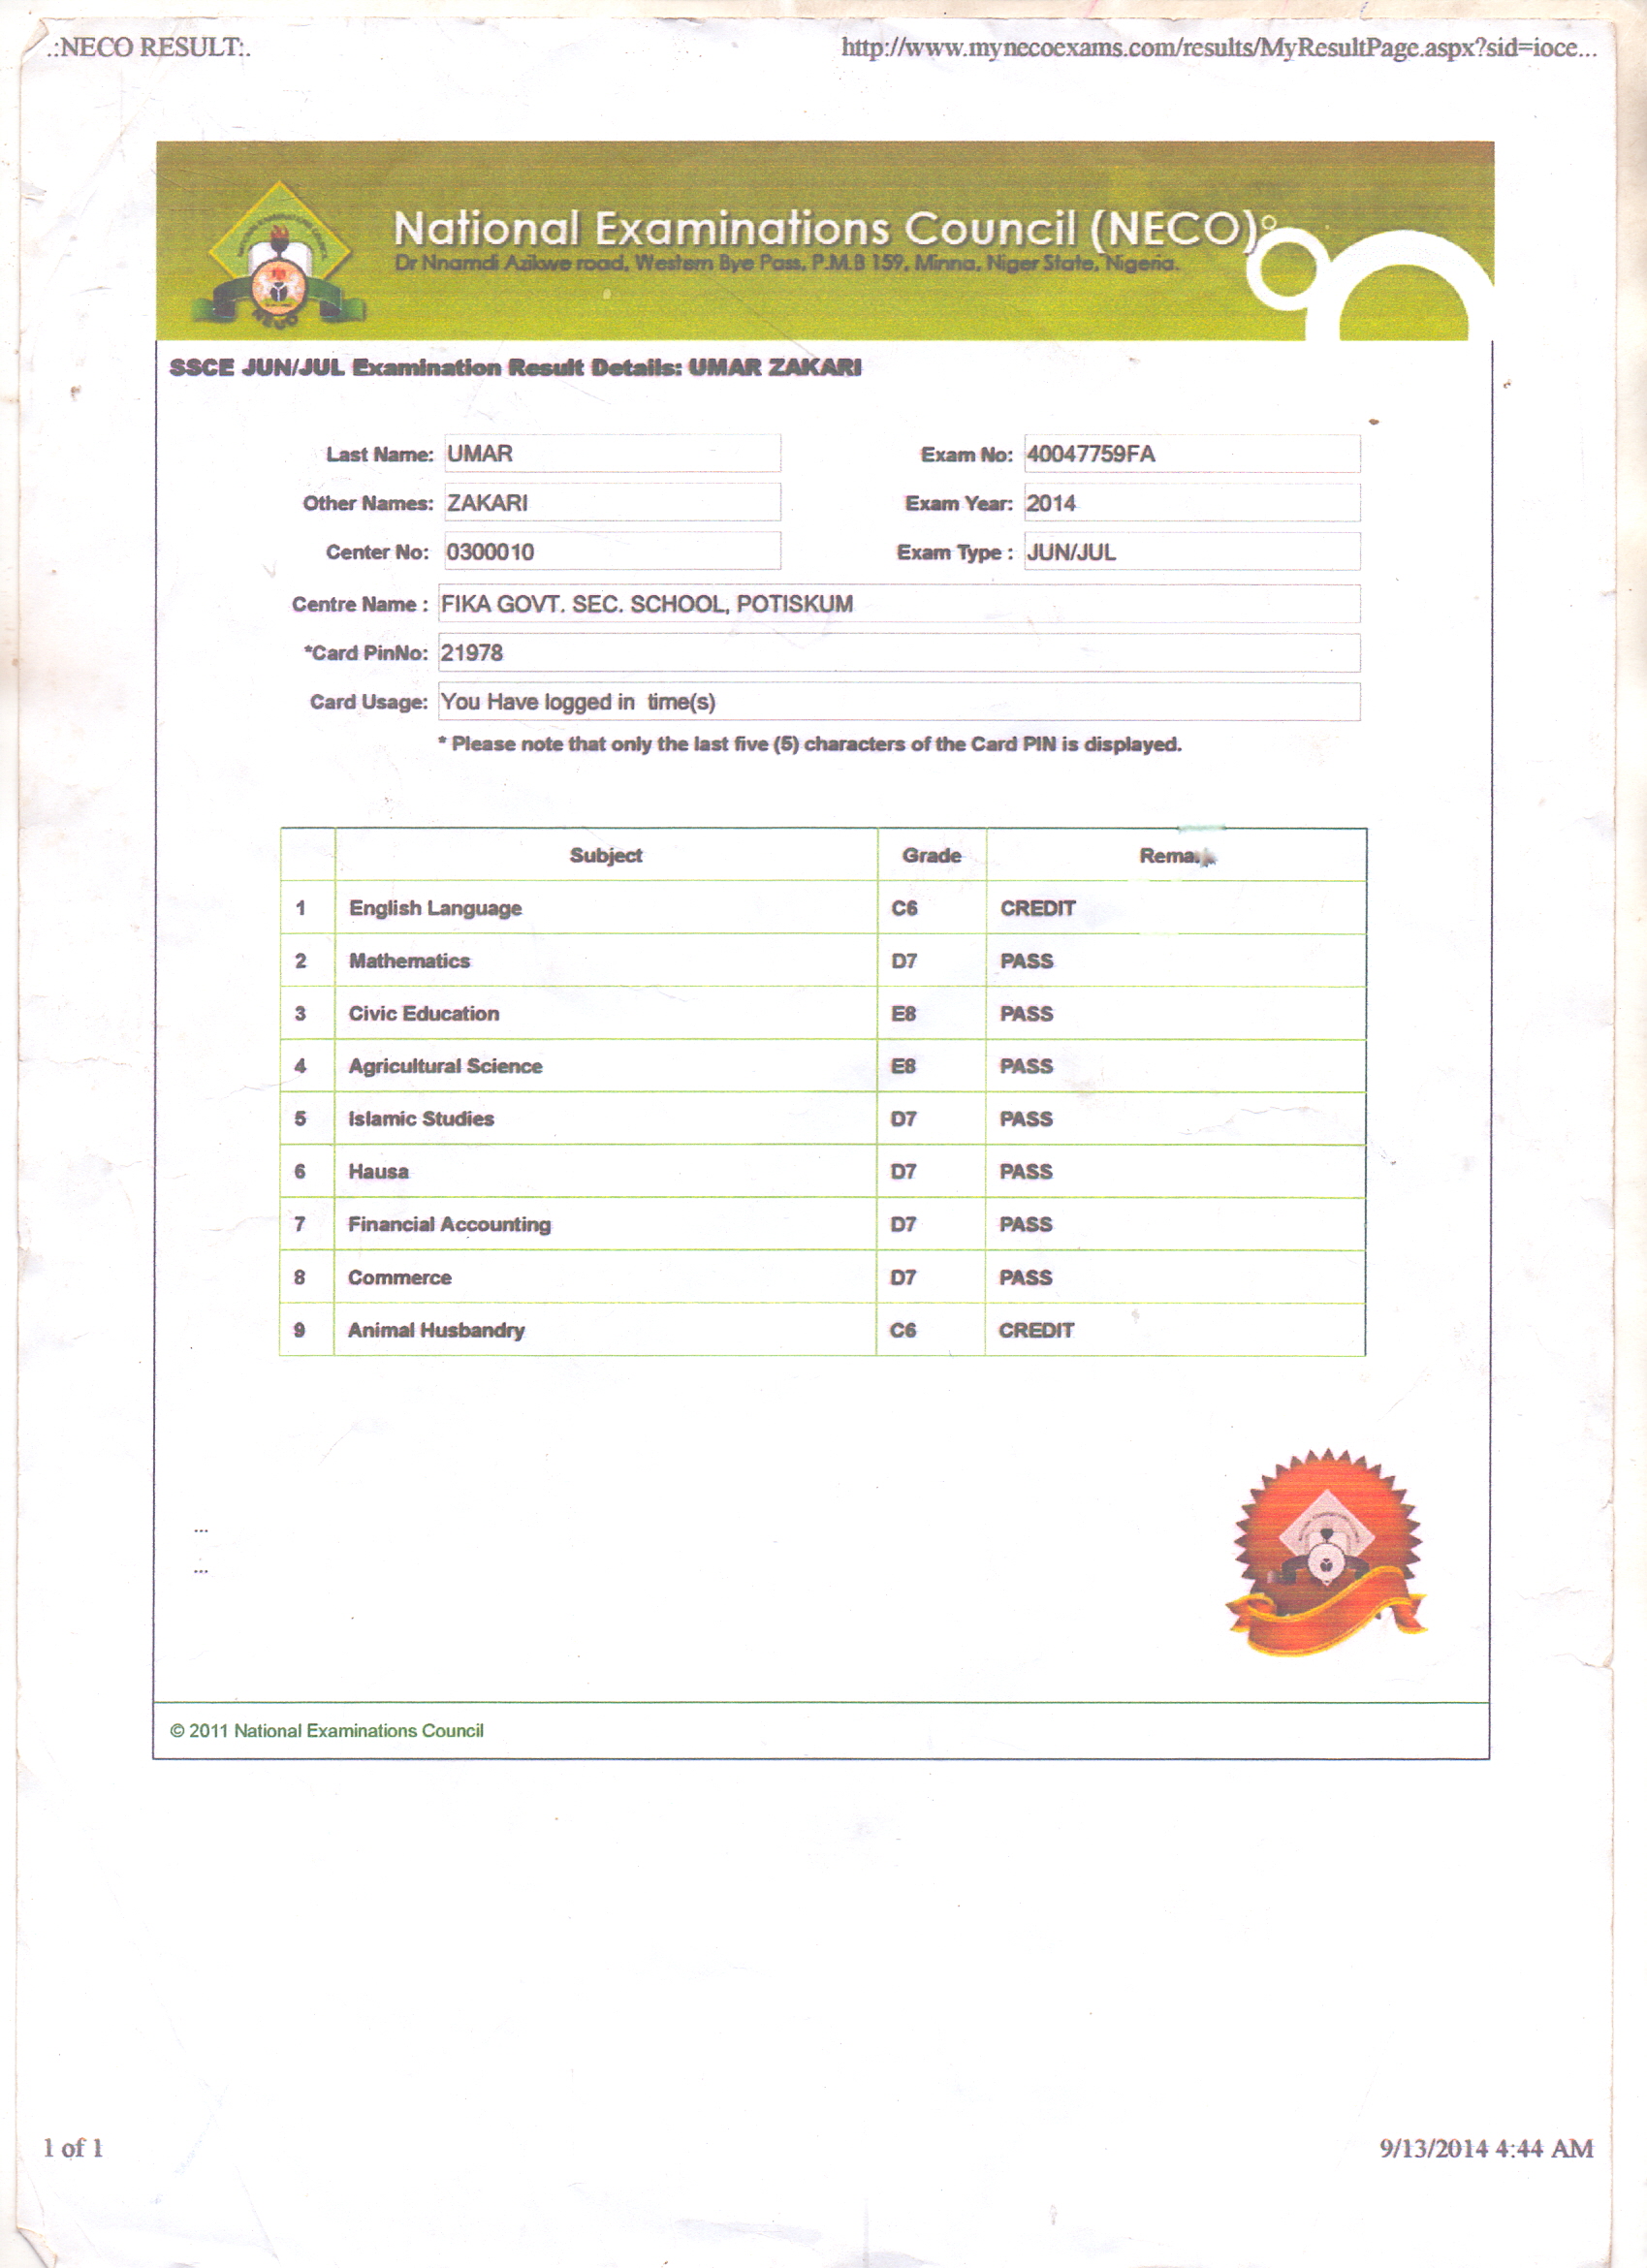 .:NECO RESULT:.
http://www.mynecoexams.com/results/MyResultPage.aspx?sid=ioce...
National Examinations Council (NECO)
Dr Nnamdi Azikwe road, Western Bye Pass, P.M.B 159, Minna, Niger State, Nigeria.
NECO
SSCE JUN/JUL Examination Result Details: UMAR ZAKARI
Last Name: UMAR Exam No: 40047759FA
Other Names: ZAKARI Exam Year: 2014
Center No: 0300010 Exam Type : JUN/JUL
Centre Name : FIKA GOVT. SEC. SCHOOL, POTISKUM
*Card PinNo: 21978
Card Usage: You Have logged in time(s)
* Please note that only the last five (5) characters of the Card PIN is displayed.
Subject Grade Remark
1 English Language C6 CREDIT
2 Mathematics D7 PASS
3 Civic Education E8 PASS
4 Agricultural Science E8 PASS
5 Islamic Studies D7 PASS
6 Hausa D7 PASS
7 Financial Accounting D7 PASS
8 Commerce D7 PASS
9 Animal Husbandry C6 CREDIT
...
...
© 2011 National Examinations Council
1 of 1
9/13/2014 4:44 AM